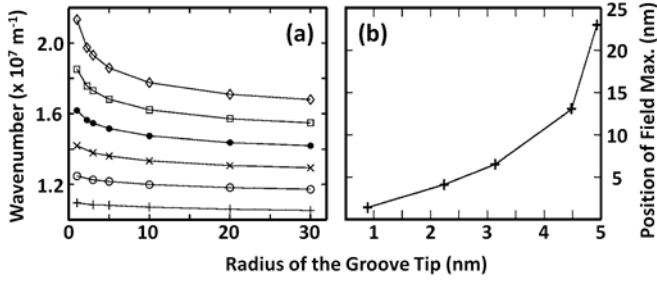 (a)
(b)
Wavenumber (x 10⁷ m⁻¹)
2.0
1.6
1.2
0 10 20 30
1 2 3 4 5
25
20
15
10
5
Position of Field Max. (nm)
Radius of the Groove Tip (nm)